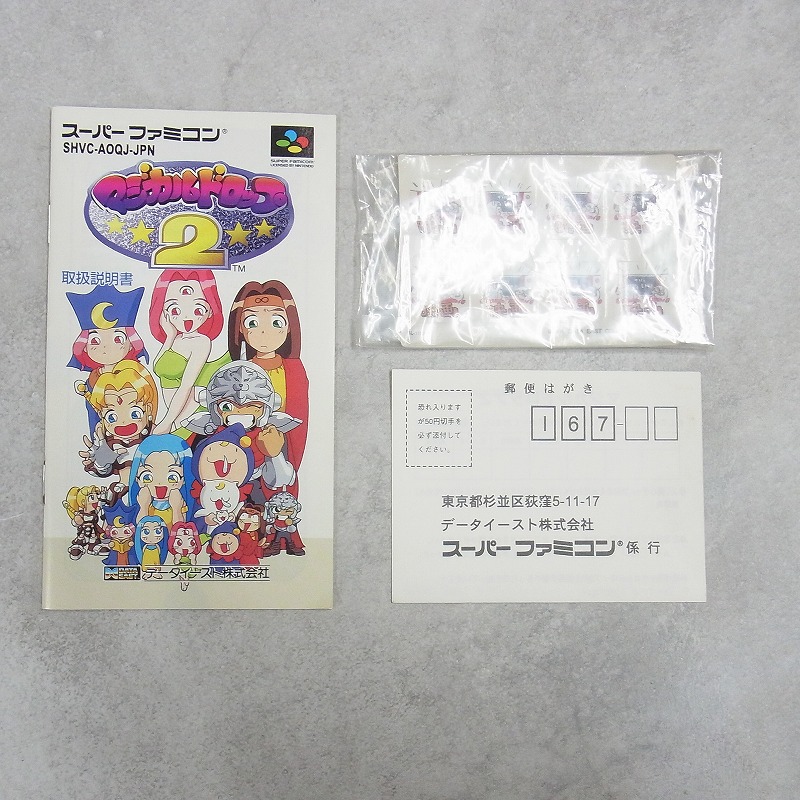 スーパーファミコン®
SHVC-AOQJ-JPN
SUPER FAMICOM
LICENSED BY NINTENDO
マジカルドロップ
2
TM
取扱説明書
データイースト株式会社
郵便はがき
恐れ入ります
が50円切手を
必ず添付して
ください。
167-
東京都杉並区荻窪5-11-17
データイースト株式会社
スーパーファミコン®係行